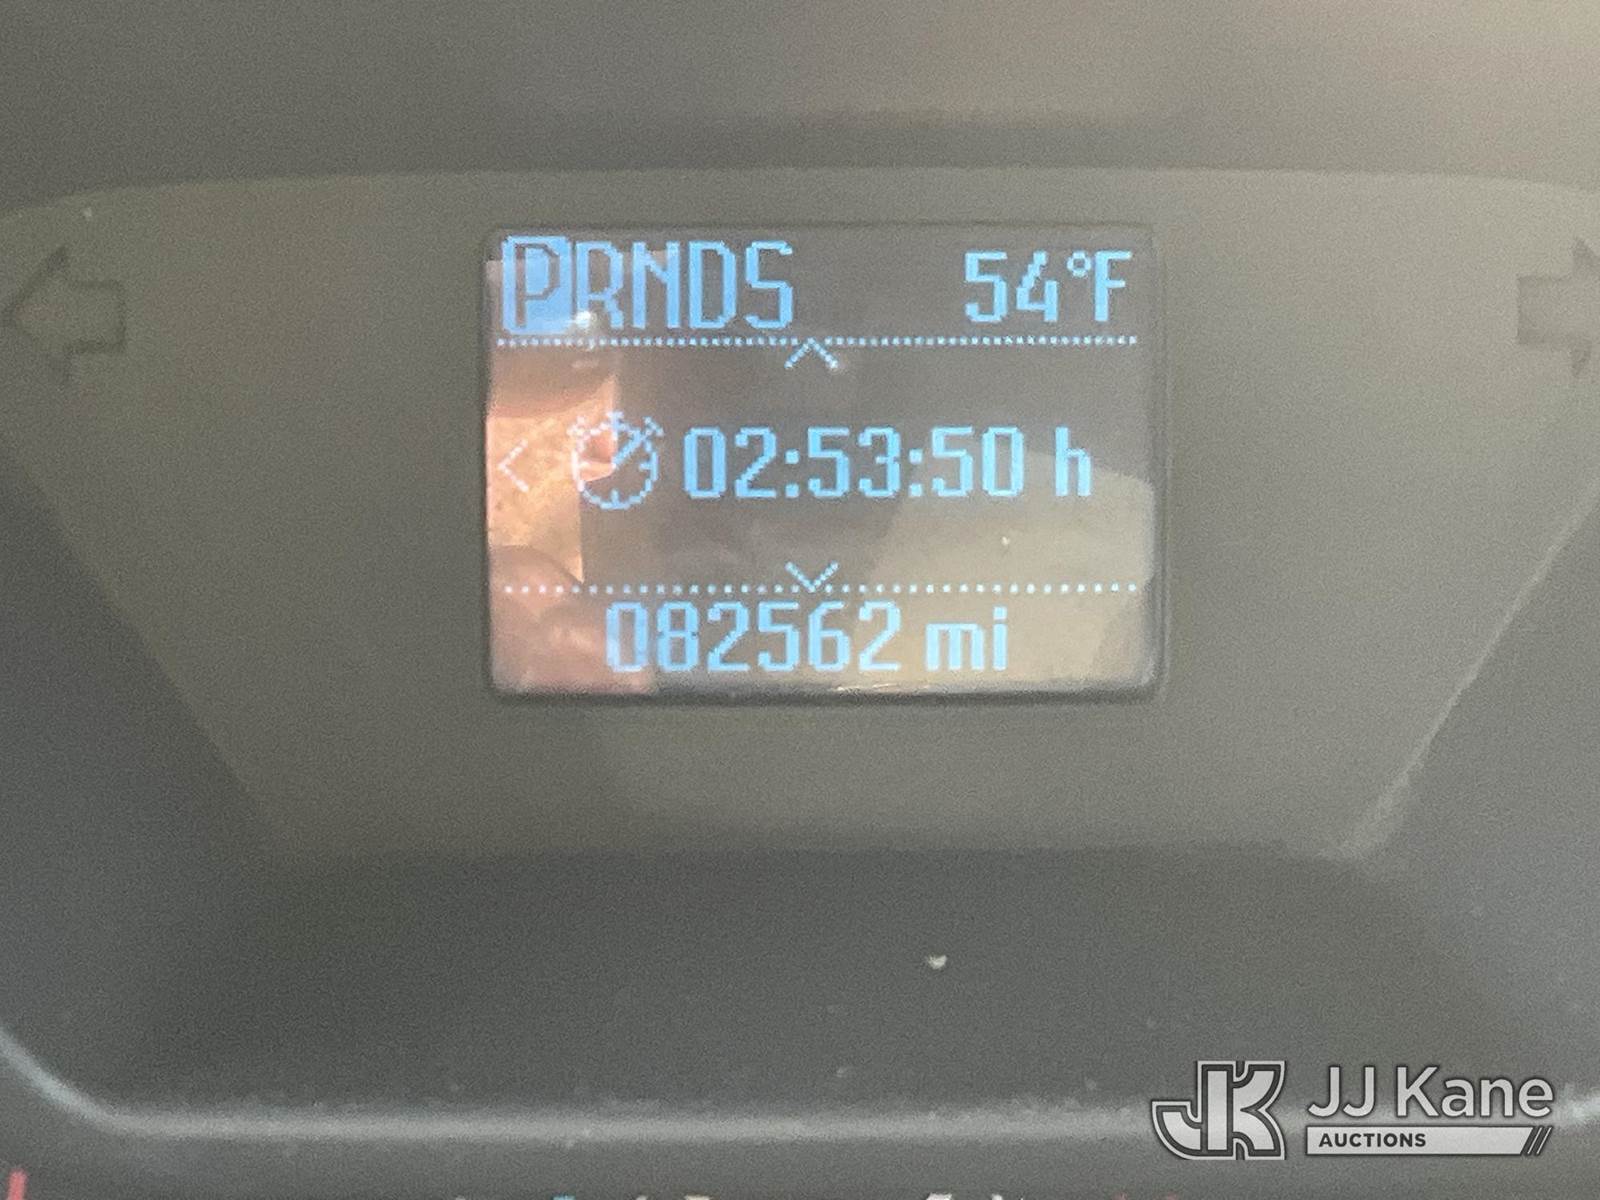 PRNDS 54°F
02:53:50 h
082562 mi
JK JJ Kane
AUCTIONS